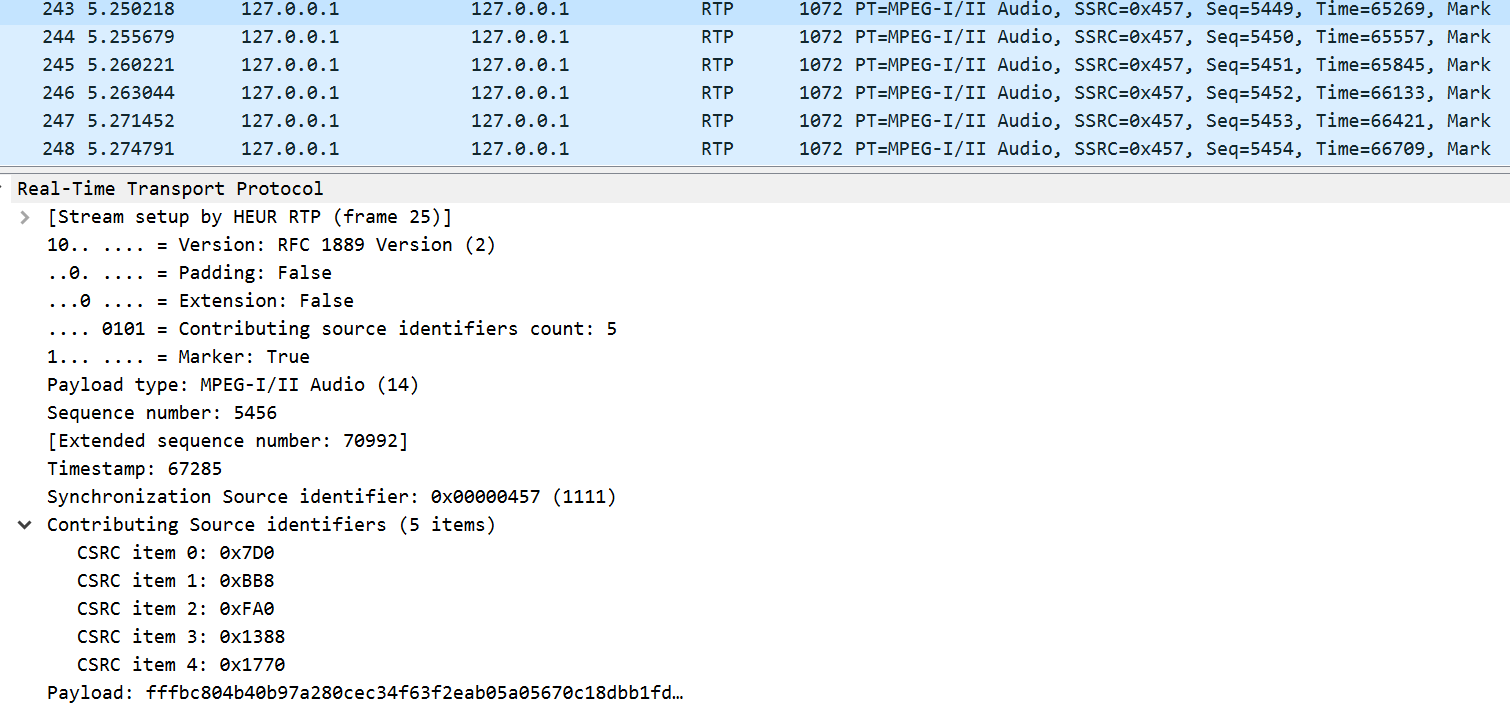 243 5.250218 127.0.0.1 127.0.0.1 RTP 1072 PT=MPEG-I/II Audio, SSRC=0x457, Seq=5449, Time=65269, Mark
244 5.255679 127.0.0.1 127.0.0.1 RTP 1072 PT=MPEG-I/II Audio, SSRC=0x457, Seq=5450, Time=65557, Mark
245 5.260221 127.0.0.1 127.0.0.1 RTP 1072 PT=MPEG-I/II Audio, SSRC=0x457, Seq=5451, Time=65845, Mark
246 5.263044 127.0.0.1 127.0.0.1 RTP 1072 PT=MPEG-I/II Audio, SSRC=0x457, Seq=5452, Time=66133, Mark
247 5.271452 127.0.0.1 127.0.0.1 RTP 1072 PT=MPEG-I/II Audio, SSRC=0x457, Seq=5453, Time=66421, Mark
248 5.274791 127.0.0.1 127.0.0.1 RTP 1072 PT=MPEG-I/II Audio, SSRC=0x457, Seq=5454, Time=66709, Mark
Real-Time Transport Protocol
[Stream setup by HEUR RTP (frame 25)]
10.. .... = Version: RFC 1889 Version (2)
..0. .... = Padding: False
...0 .... = Extension: False
.... 0101 = Contributing source identifiers count: 5
1... .... = Marker: True
Payload type: MPEG-I/II Audio (14)
Sequence number: 5456
[Extended sequence number: 70992]
Timestamp: 67285
Synchronization Source identifier: 0x00000457 (1111)
Contributing Source identifiers (5 items)
CSRC item 0: 0x7D0
CSRC item 1: 0xBB8
CSRC item 2: 0xFA0
CSRC item 3: 0x1388
CSRC item 4: 0x1770
Payload: fffbc804b40b97a280cec34f63f2eab05a05670c18dbb1fd…